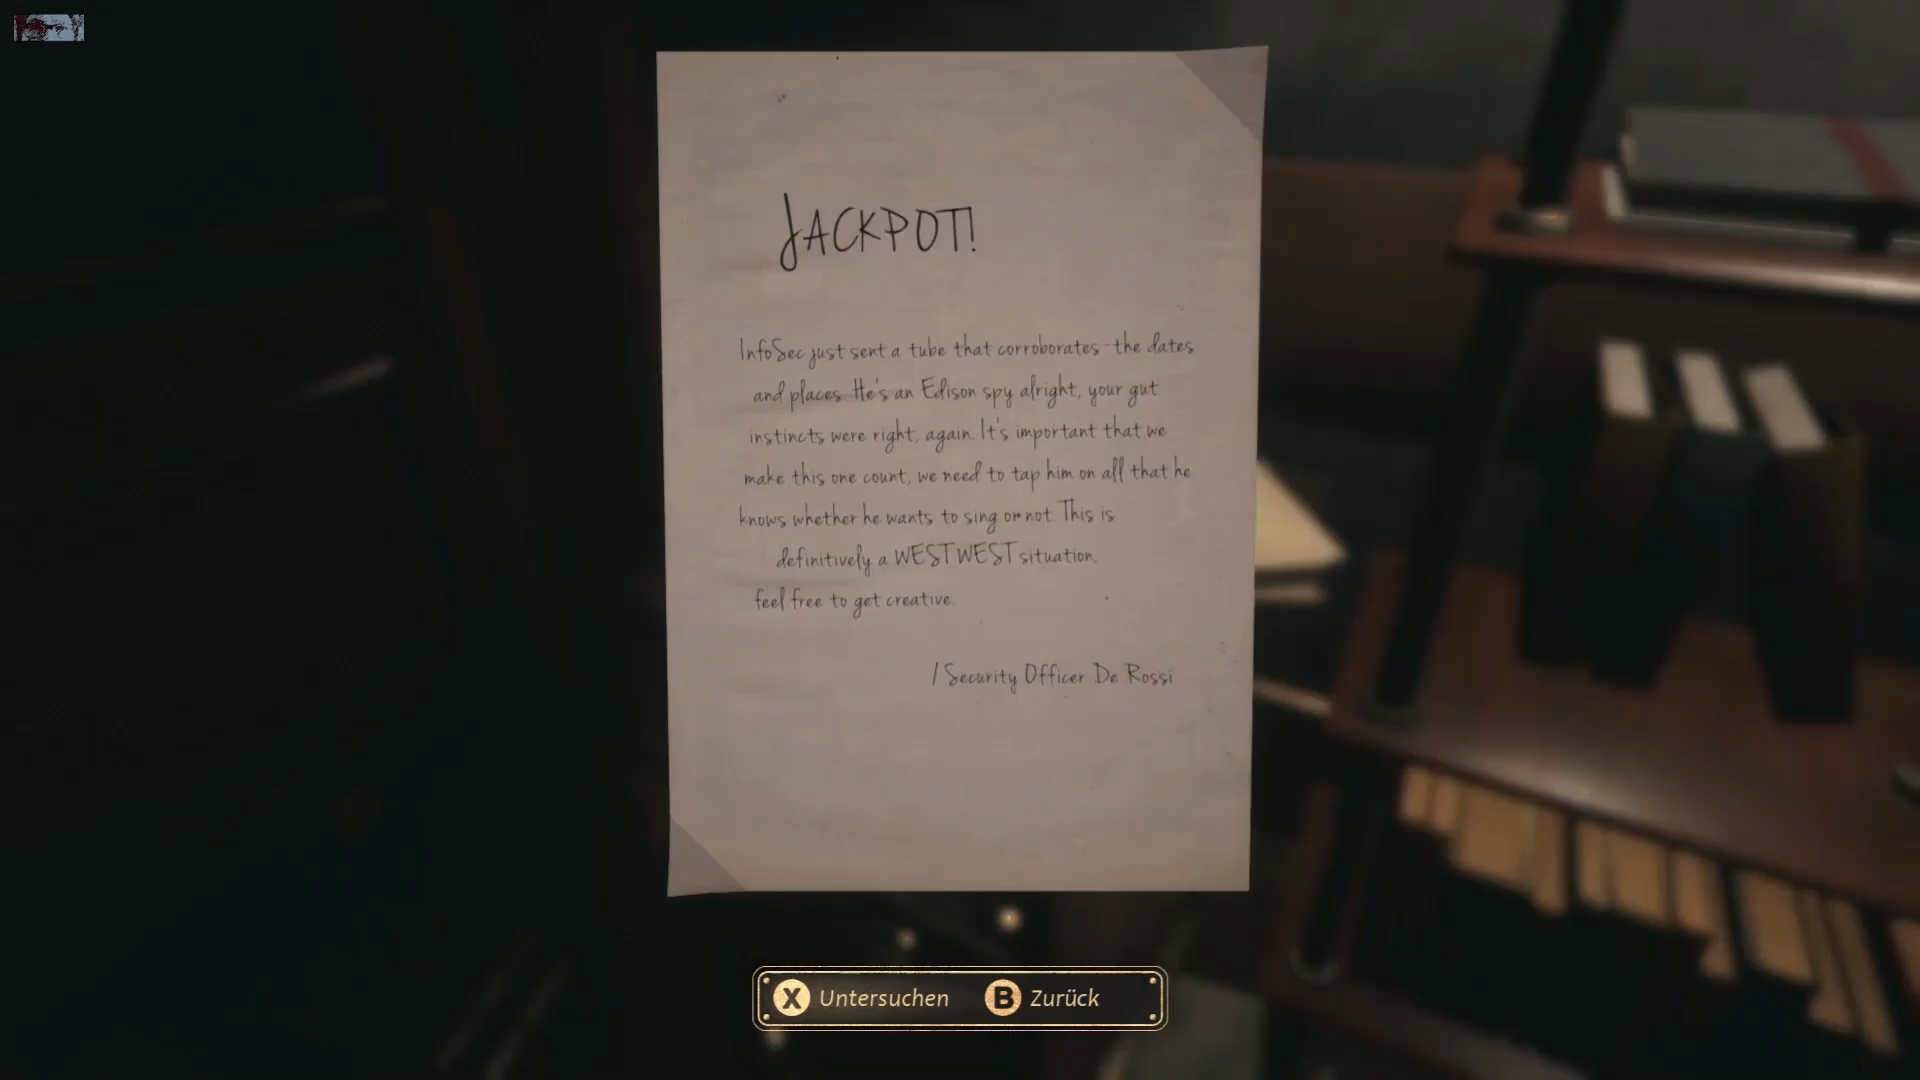 JACKPOT!
InfoSec just sent a tube that corroborates the dates
and places. He's an Edison spy alright, your gut
instincts were right, again. It's important that we
make this one count, we need to tap him on all that he
knows whether he wants to sing or not. This is
definitively a WEST WEST situation,
feel free to get creative.
/ Security Officer De Rossi
X Untersuchen B Zurück